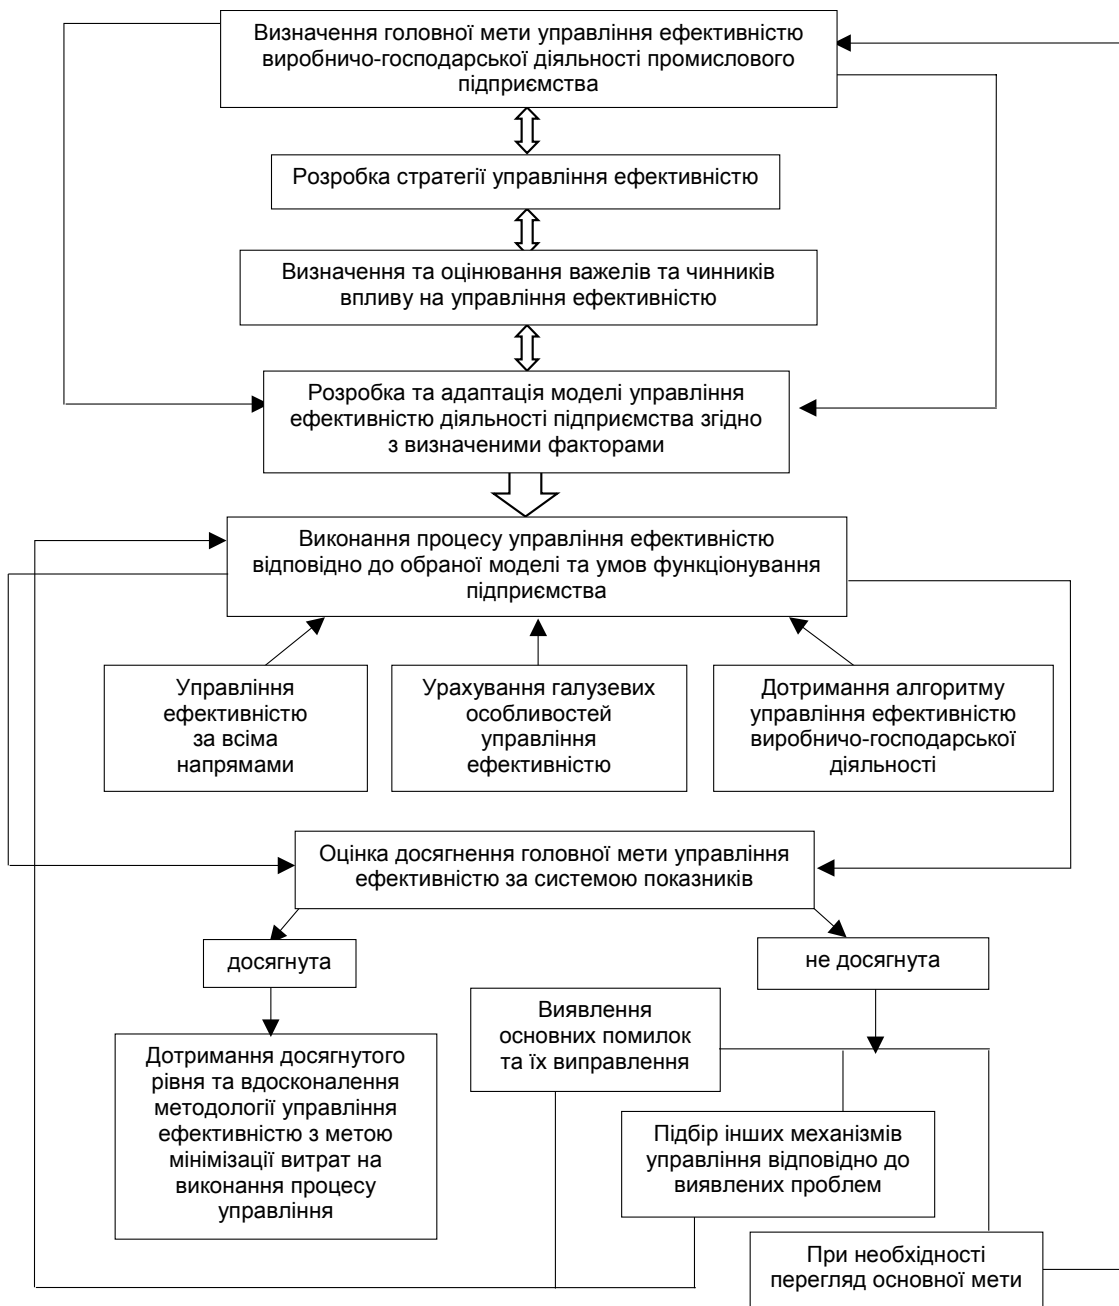 Визначення головної мети управління ефективністю
виробничо-господарської діяльності промислового
підприємства
Розробка стратегії управління ефективністю
Визначення та оцінювання важелів та чинників
впливу на управління ефективністю
Розробка та адаптація моделі управління
ефективністю діяльності підприємства згідно
з визначеними факторами
Виконання процесу управління ефективністю
відповідно до обраної моделі та умов функціонування
підприємства
Управління
ефективністю
за всіма
напрямами
Урахування галузевих
особливостей
управління
ефективністю
Дотримання алгоритму
управління ефективністю
виробничо-господарської
діяльності
Оцінка досягнення головної мети управління
ефективністю за системою показників
досягнута
не досягнута
Дотримання досягнутого
рівня та вдосконалення
методології управління
ефективністю з метою
мінімізації витрат на
виконання процесу
управління
Виявлення
основних помилок
та їх виправлення
Підбір інших механізмів
управління відповідно до
виявлених проблем
При необхідності
перегляд основної мети